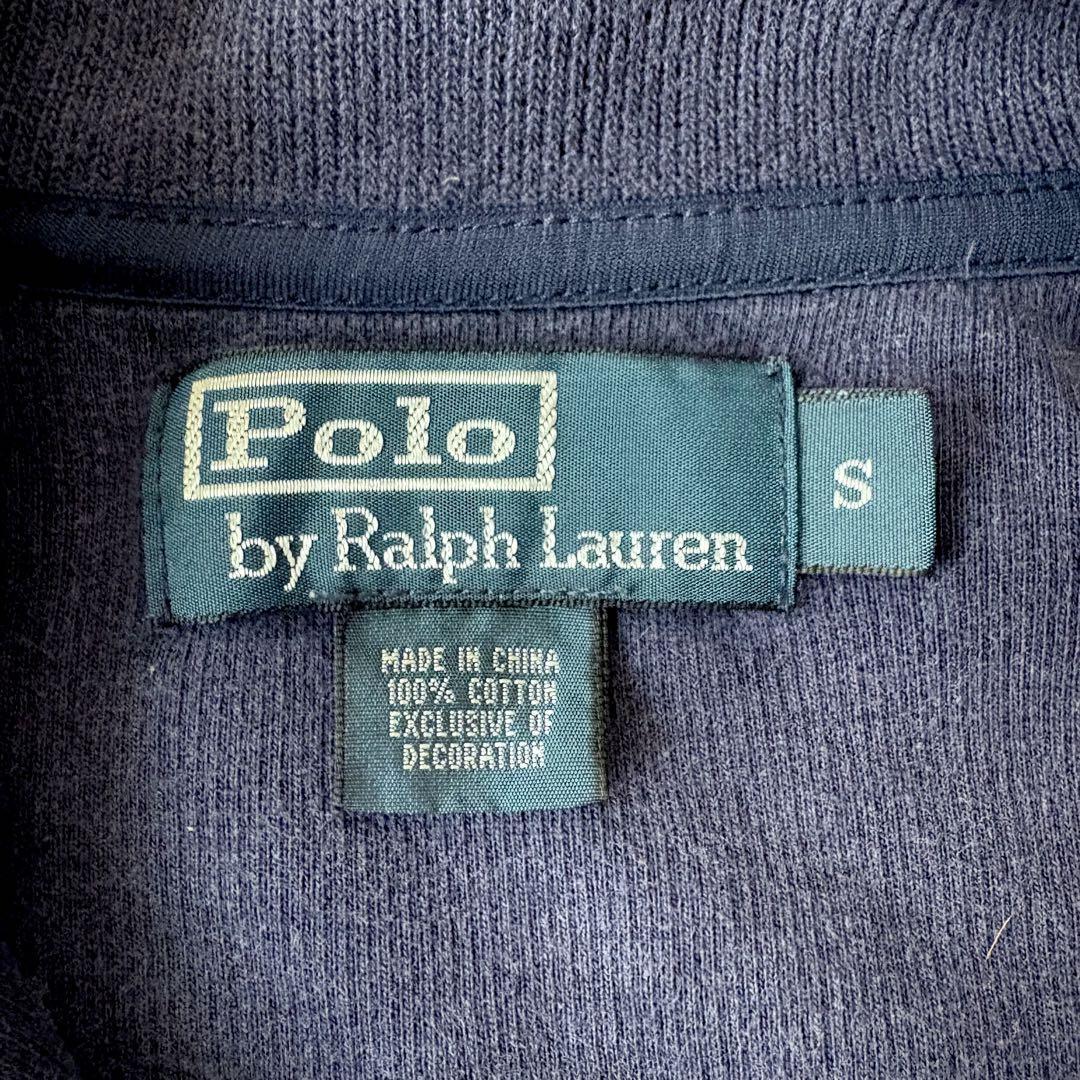 Polo
by Ralph Lauren
S
MADE IN CHINA
100% COTTON
EXCLUSIVE OF
DECORATION